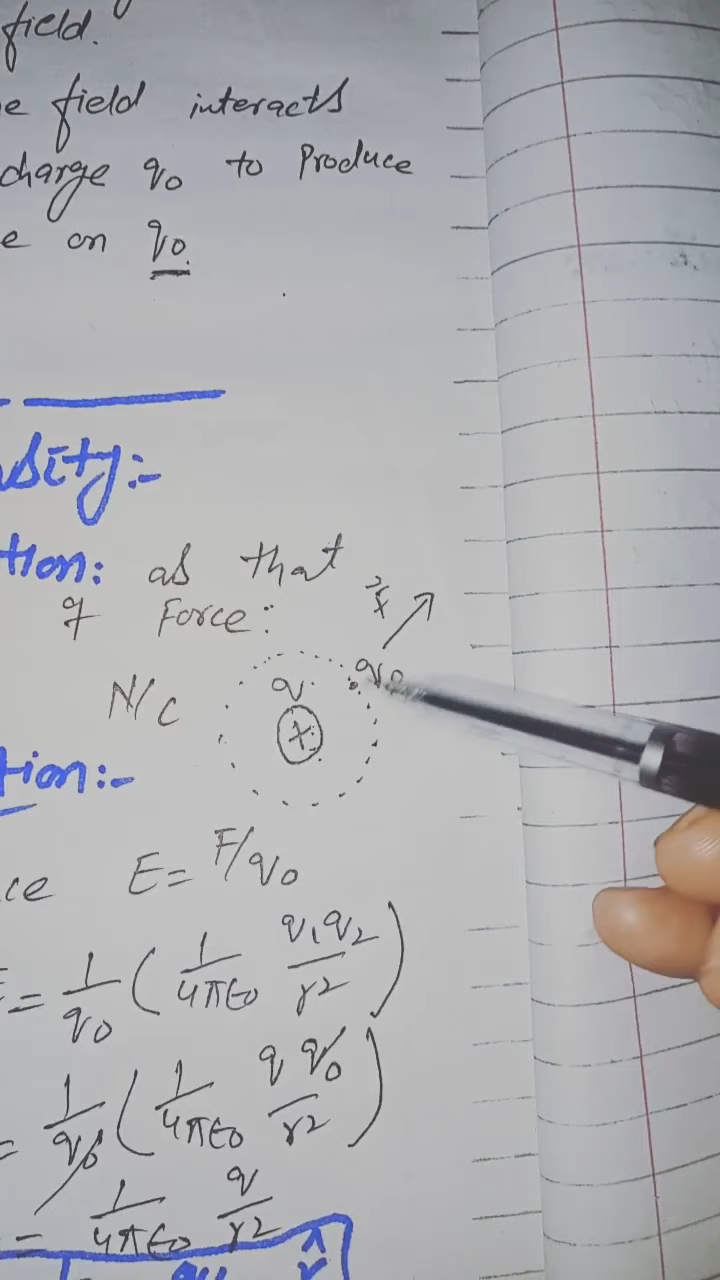 field.
e field interacts
charge q₀ to Produce
e on q₀.
sity:-
tion: as that
of Force:
F
q₀
q
+
N/C
tion:-
ce E = F/q₀
E = 1/q₀ ( 1/4πε₀ q₁q₂/r² )
= 1/q₀ ( 1/4πε₀ q q₀/r² )
= 1/4πε₀ q/r²